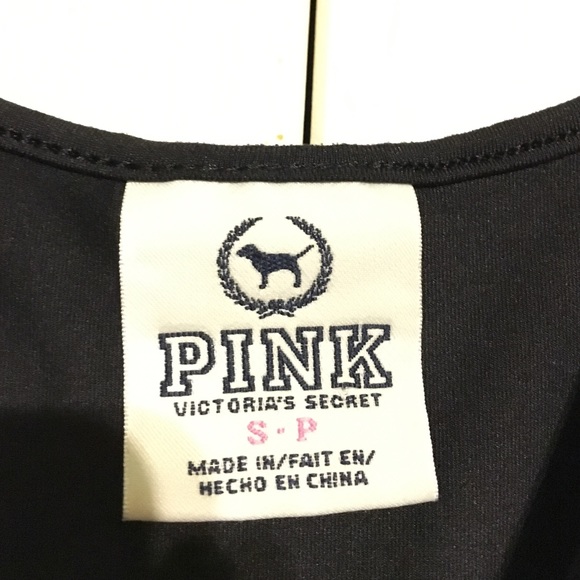 PINK
VICTORIA'S SECRET
S-P
MADE IN/FAIT EN/
HECHO EN CHINA